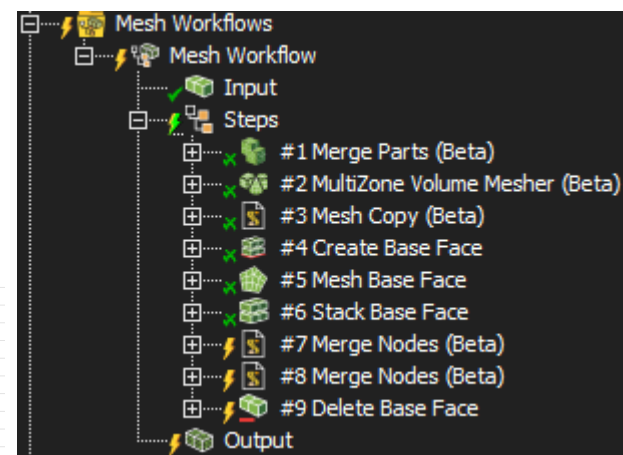 Mesh Workflows
Mesh Workflow
Input
Steps
#1 Merge Parts (Beta)
#2 MultiZone Volume Mesher (Beta)
#3 Mesh Copy (Beta)
#4 Create Base Face
#5 Mesh Base Face
#6 Stack Base Face
#7 Merge Nodes (Beta)
#8 Merge Nodes (Beta)
#9 Delete Base Face
Output